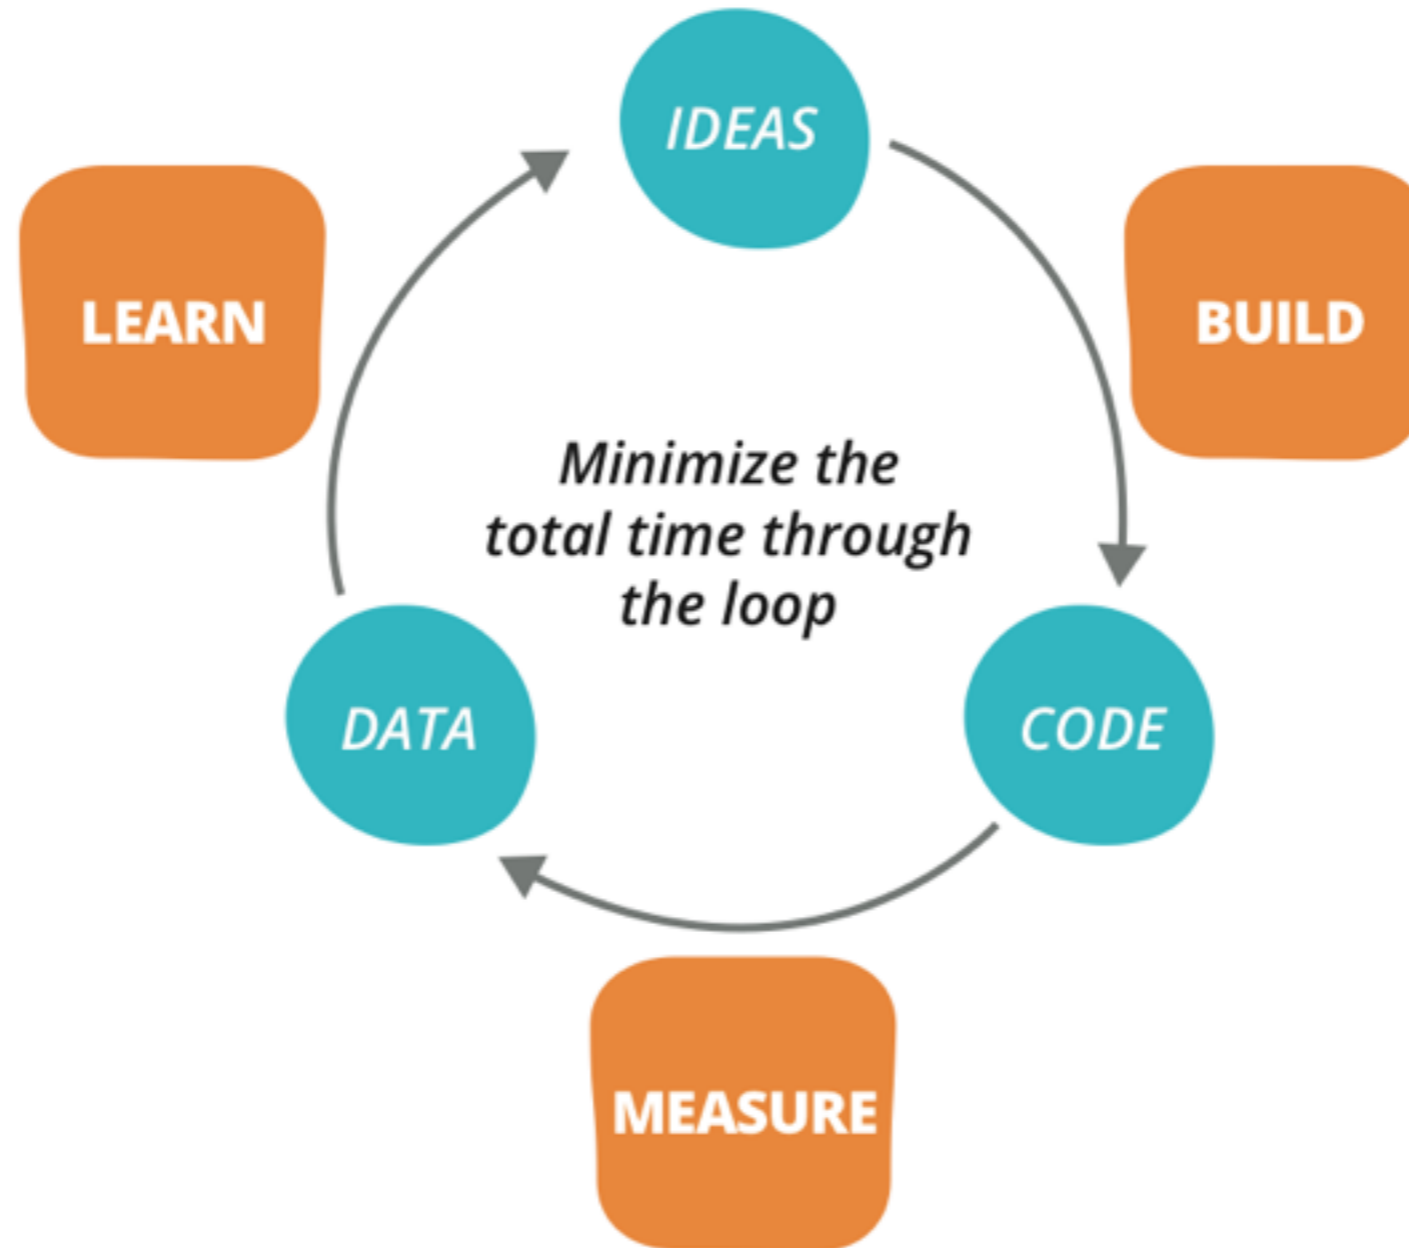 IDEAS
LEARN
BUILD
Minimize the
total time through
the loop
DATA
CODE
MEASURE